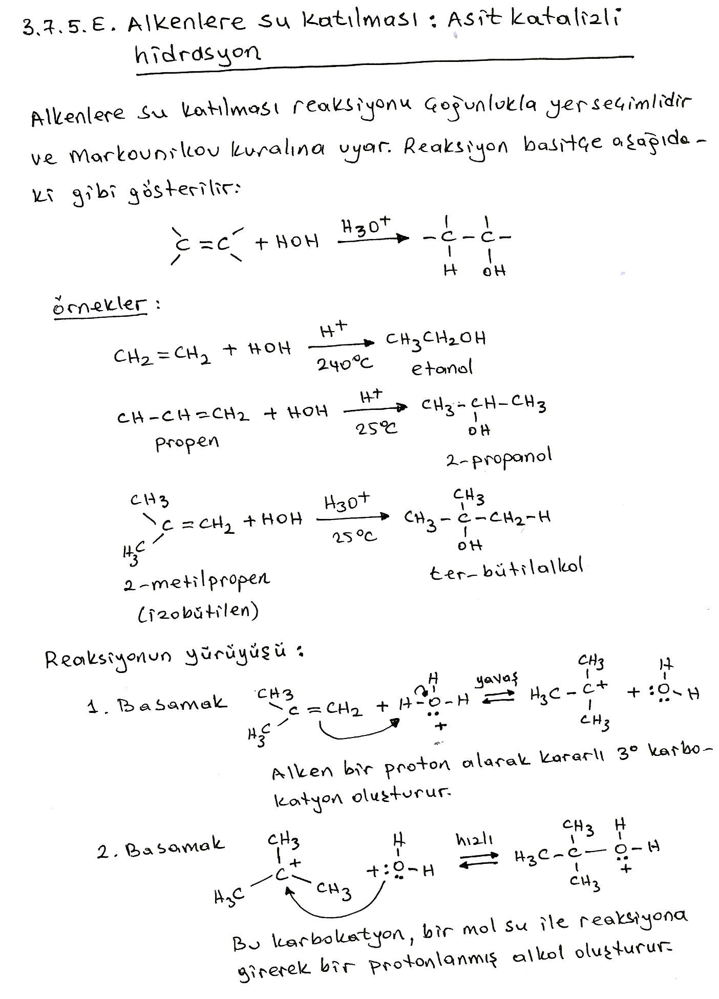 3.7.5.E. Alkenlere su katılması : Asit katalizli
hidrasyon
Alkenlere su katılması reaksiyonu çoğunlukla yer seçimlidir
ve Markovnikov kuralına uyar. Reaksiyon basitçe aşağıda-
ki gibi gösterilir:
C=C + HOH H3O+ -C-C-
H OH
örnekler :
CH2=CH2 + HOH H+ 240°C CH3CH2OH
etanol
CH-CH=CH2 + HOH H+ 25°C CH3-CH-CH3
OH
propen
2-propanol
CH3 CH3
C=CH2 + HOH H3O+ 25°C CH3-C-CH2-H
H3C OH
2-metilpropen ter-bütilalkol
(izobütilen)
Reaksiyonun yürüyüşü :
CH3 H yavaş CH3 H
1. Basamak C=CH2 + H-O-H H3C-C+ + :O-H
H3C + CH3
Alken bir proton alarak kararlı 3° karbo-
katyon oluşturur.
2. Basamak CH3 H hızlı CH3 H
C+ + :O-H H3C-C-O-H
H3C CH3 CH3 +
Bu karbokatyon, bir mol su ile reaksiyona
girerek bir protonlanmış alkol oluşturur.